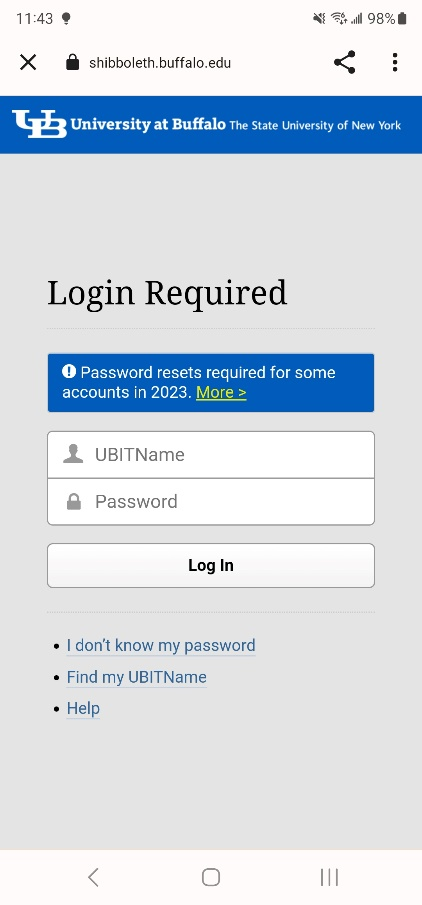 11:43 98%
shibboleth.buffalo.edu
UB University at Buffalo The State University of New York
Login Required
Password resets required for some
accounts in 2023. More >
UBITName
Password
Log In
I don't know my password
Find my UBITName
Help